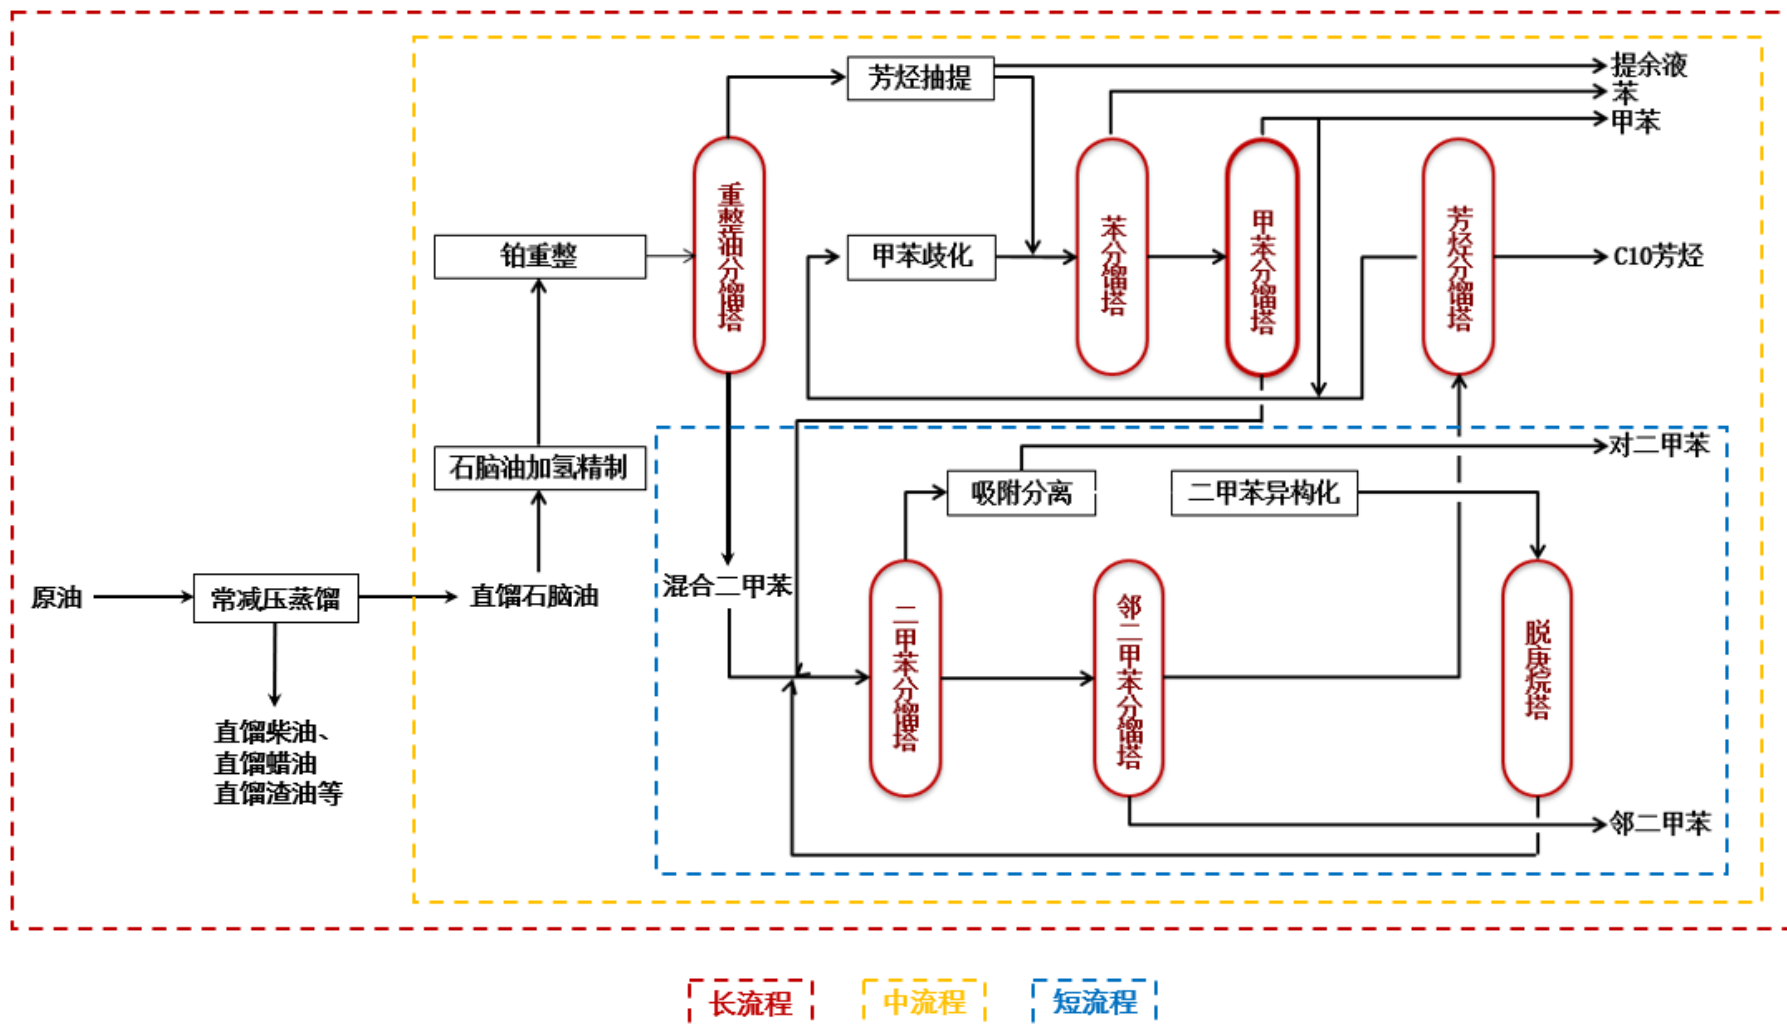 芳烃抽提
提余液
苯
甲苯
重整油分馏塔
铂重整
甲苯歧化
苯分馏塔
甲苯分馏塔
芳烃分馏塔
C10芳烃
石脑油加氢精制
对二甲苯
吸附分离
二甲苯异构化
原油
常减压蒸馏
直馏石脑油
混合二甲苯
二甲苯分馏塔
邻二甲苯分馏塔
脱庚烷塔
直馏柴油、
直馏蜡油
直馏渣油等
邻二甲苯
长流程
中流程
短流程